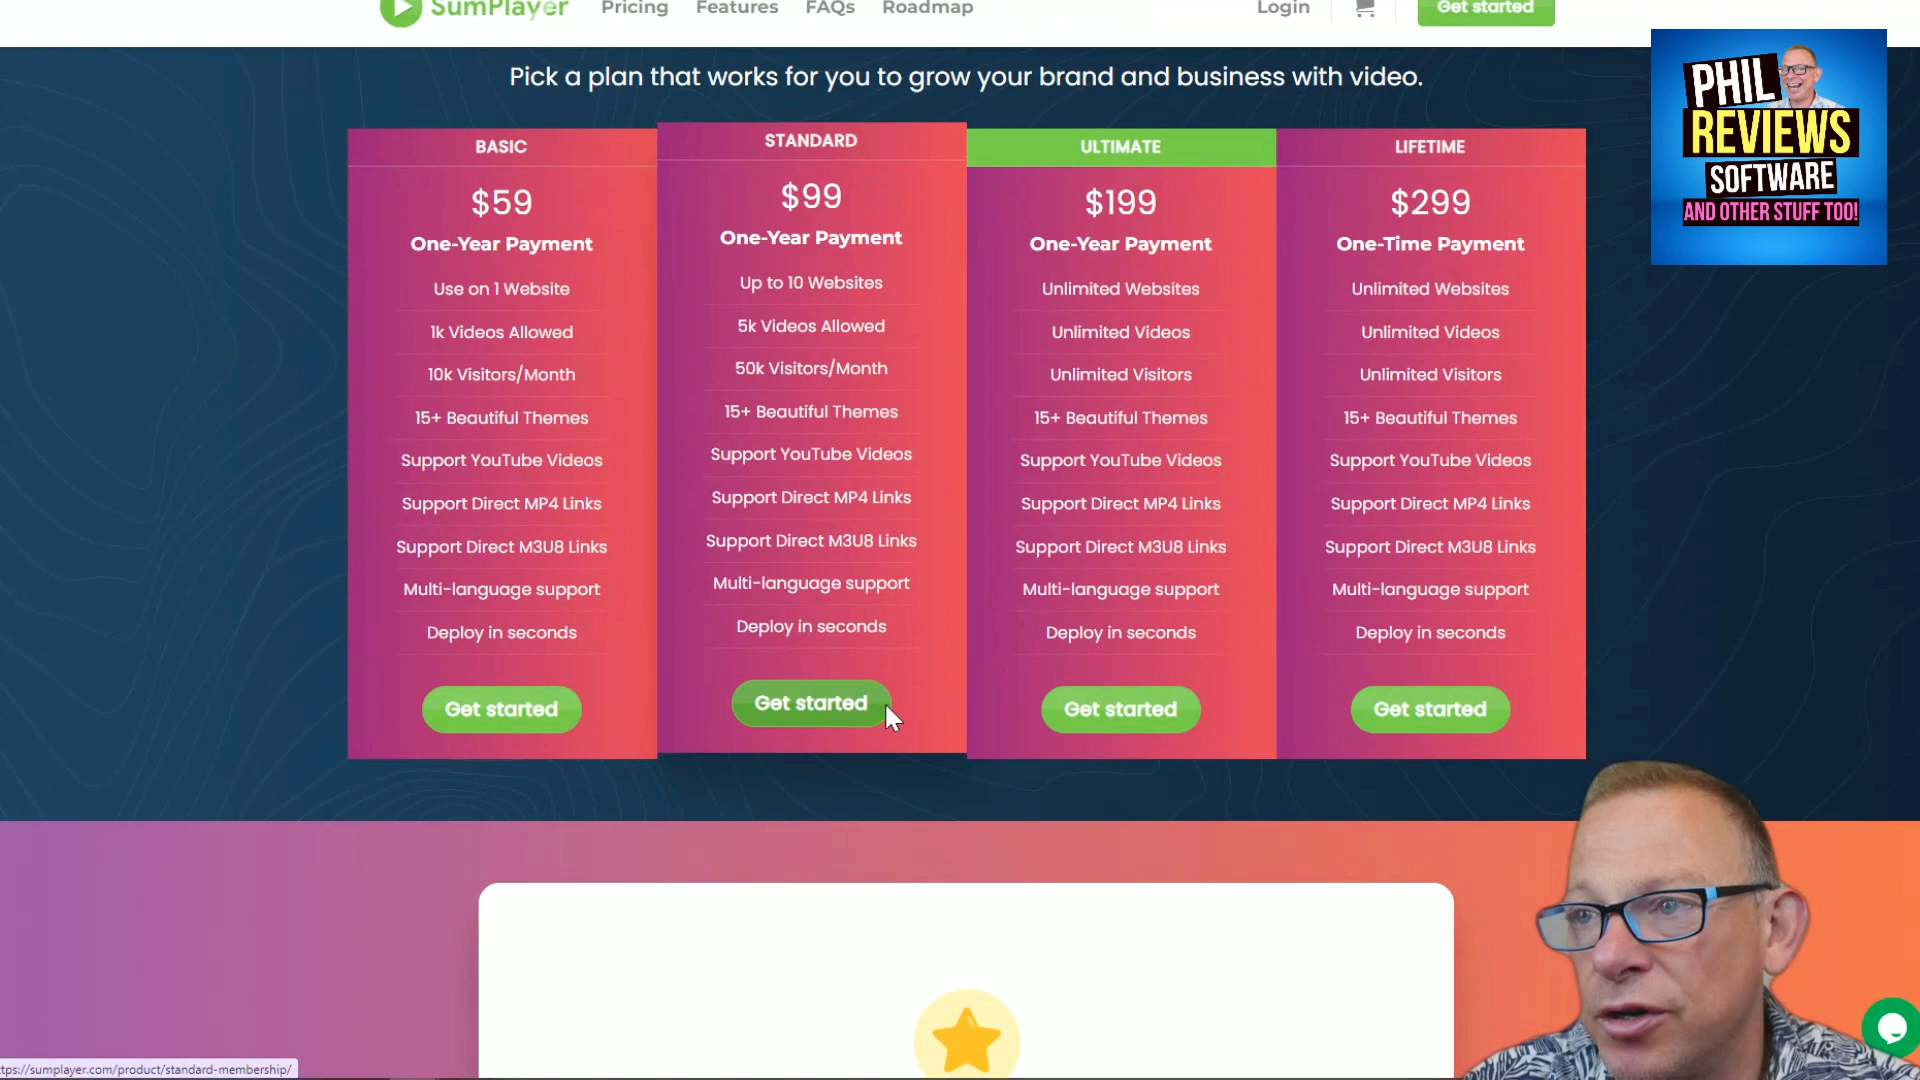 SumPlayer
Pricing
Features
FAQs
Roadmap
Login
Get started
PHIL
REVIEWS
SOFTWARE
AND OTHER STUFF TOO!
Pick a plan that works for you to grow your brand and business with video.
BASIC
$59
One-Year Payment
Use on 1 Website
1k Videos Allowed
10k Visitors/Month
15+ Beautiful Themes
Support YouTube Videos
Support Direct MP4 Links
Support Direct M3U8 Links
Multi-language support
Deploy in seconds
Get started
STANDARD
$99
One-Year Payment
Up to 10 Websites
5k Videos Allowed
50k Visitors/Month
15+ Beautiful Themes
Support YouTube Videos
Support Direct MP4 Links
Support Direct M3U8 Links
Multi-language support
Deploy in seconds
Get started
ULTIMATE
$199
One-Year Payment
Unlimited Websites
Unlimited Videos
Unlimited Visitors
15+ Beautiful Themes
Support YouTube Videos
Support Direct MP4 Links
Support Direct M3U8 Links
Multi-language support
Deploy in seconds
Get started
LIFETIME
$299
One-Time Payment
Unlimited Websites
Unlimited Videos
Unlimited Visitors
15+ Beautiful Themes
Support YouTube Videos
Support Direct MP4 Links
Support Direct M3U8 Links
Multi-language support
Deploy in seconds
Get started
ttps://sumplayer.com/product/standard-membership/